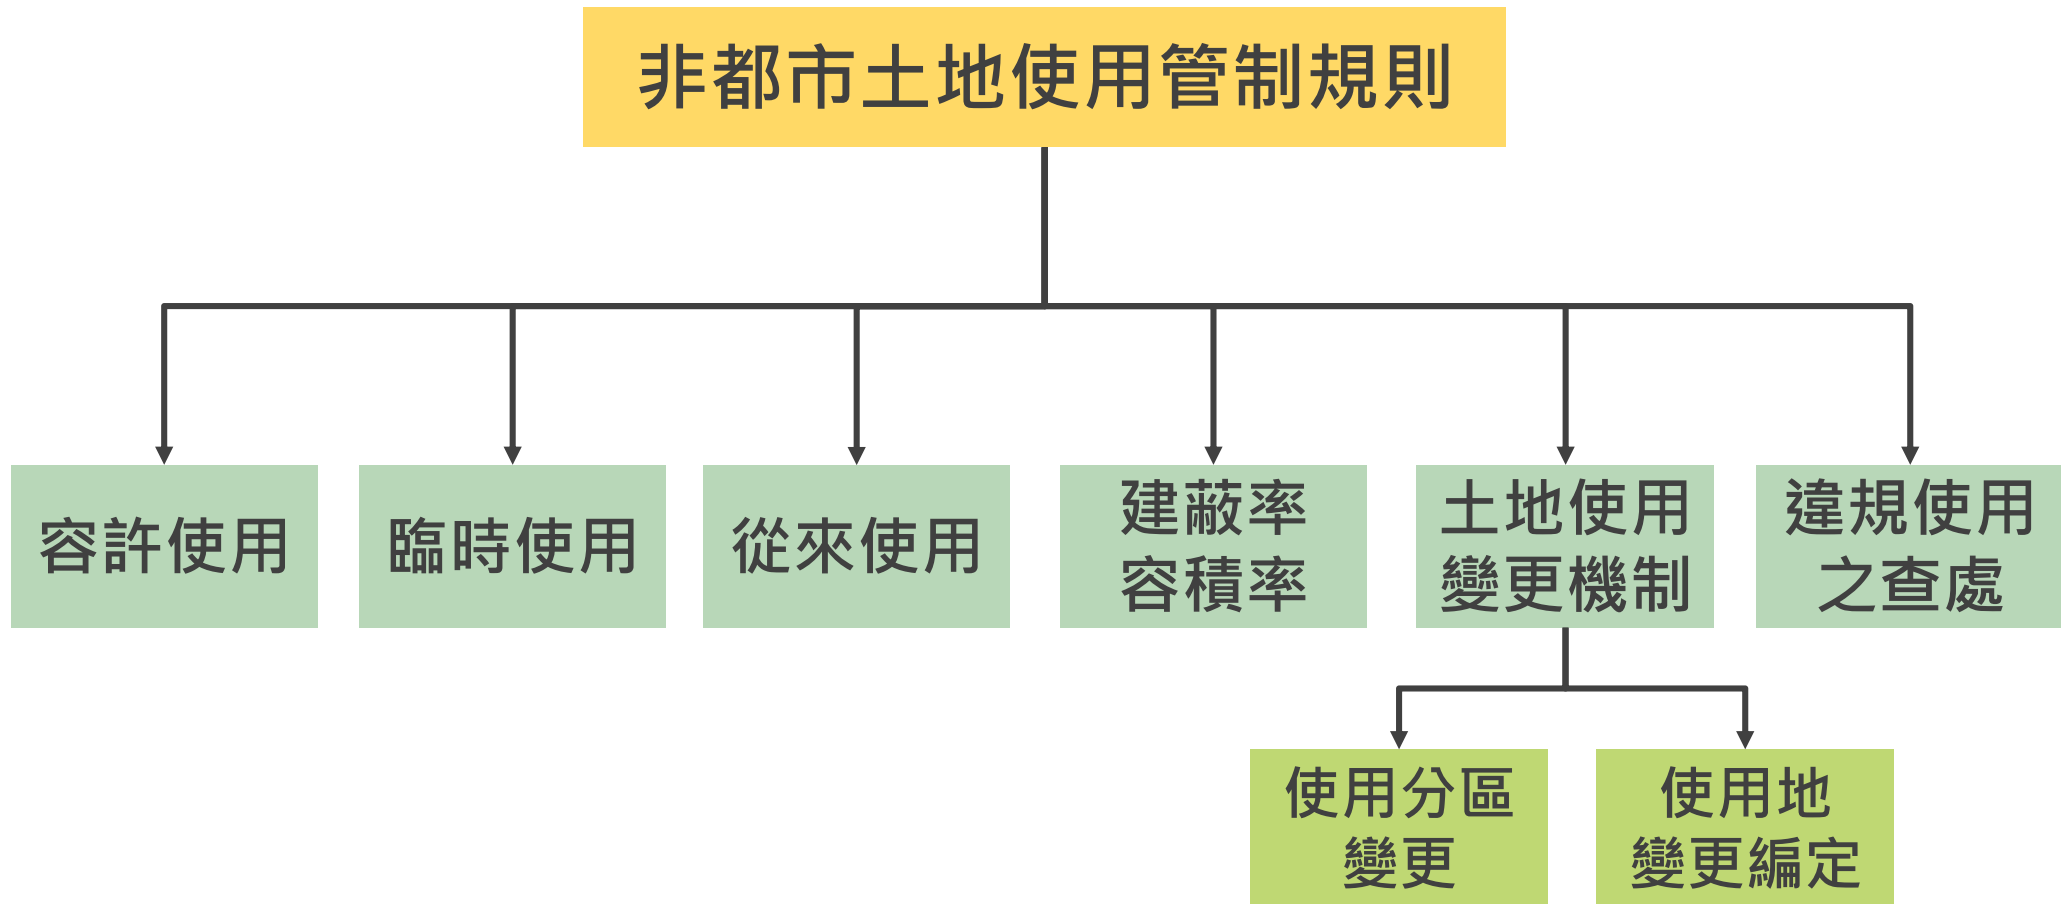 非都市土地使用管制規則
容許使用
臨時使用
從來使用
建蔽率
容積率
土地使用
變更機制
違規使用
之查處
使用分區
變更
使用地
變更編定